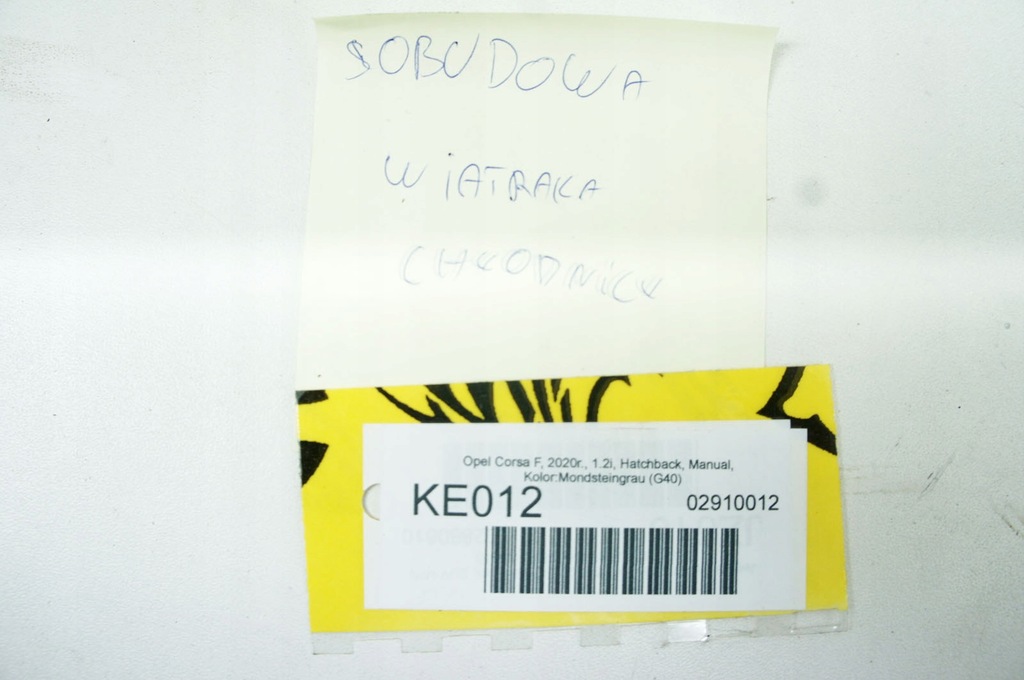 SOBUDOWA
WIATRAKA
CHŁODNICY
Opel Corsa F, 2020r., 1.2i, Hatchback, Manual,
Kolor:Mondsteingrau (G40)
KE012 02910012